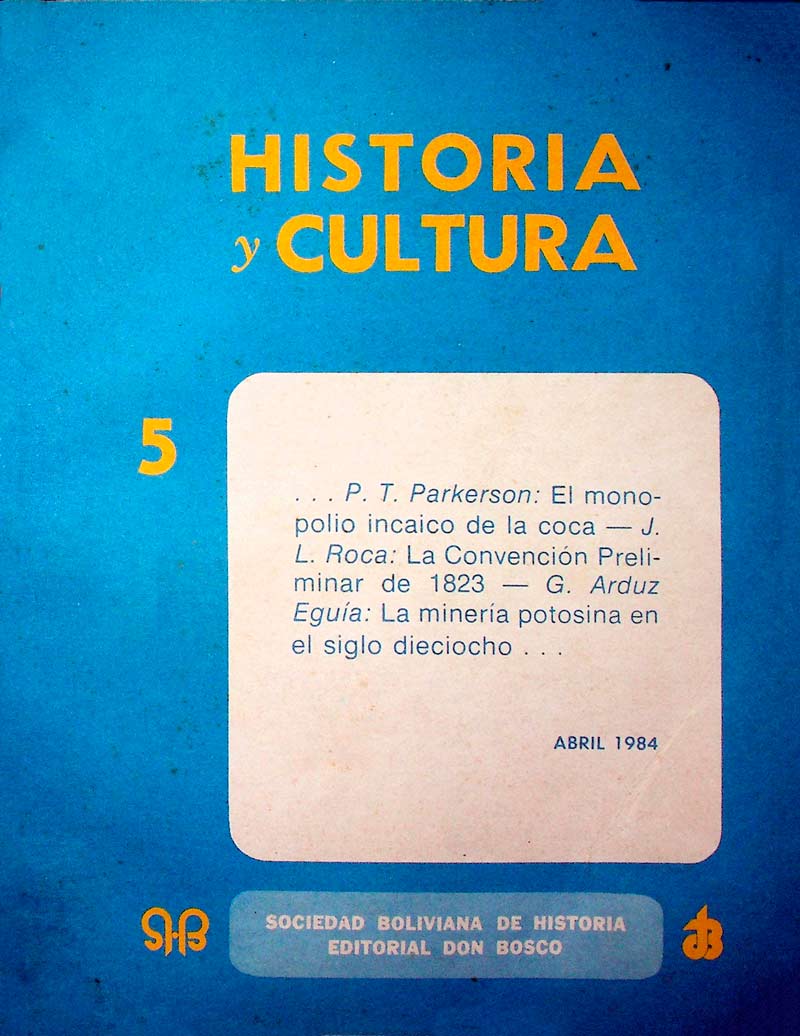 HISTORIA
y CULTURA
5
. . . P. T. Parkerson: El mono-
polio incaico de la coca — J.
L. Roca: La Convención Preli-
minar de 1823 — G. Arduz
Eguía: La minería potosina en
el siglo dieciocho . . .
ABRIL 1984
SHB
SOCIEDAD BOLIVIANA DE HISTORIA
EDITORIAL DON BOSCO